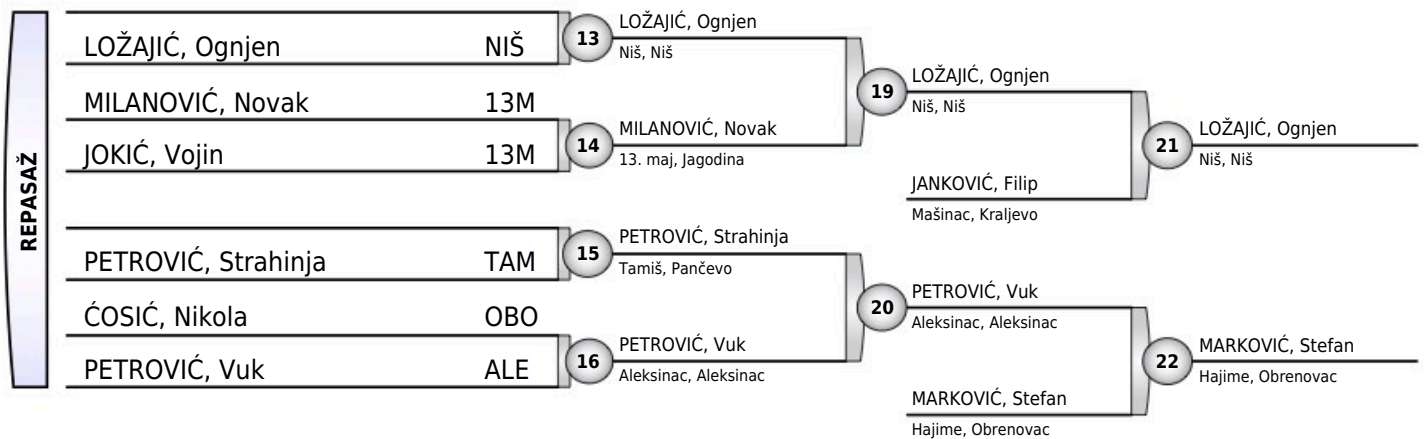 REPASAŽ
LOŽAJIĆ, Ognjen NIŠ
MILANOVIĆ, Novak 13M
JOKIĆ, Vojin 13M
PETROVIĆ, Strahinja TAM
ĆOSIĆ, Nikola OBO
PETROVIĆ, Vuk ALE
13
LOŽAJIĆ, Ognjen
Niš, Niš
14
MILANOVIĆ, Novak
13. maj, Jagodina
15
PETROVIĆ, Strahinja
Tamiš, Pančevo
16
PETROVIĆ, Vuk
Aleksinac, Aleksinac
19
LOŽAJIĆ, Ognjen
Niš, Niš
JANKOVIĆ, Filip
Mašinac, Kraljevo
20
PETROVIĆ, Vuk
Aleksinac, Aleksinac
MARKOVIĆ, Stefan
Hajime, Obrenovac
21
LOŽAJIĆ, Ognjen
Niš, Niš
22
MARKOVIĆ, Stefan
Hajime, Obrenovac